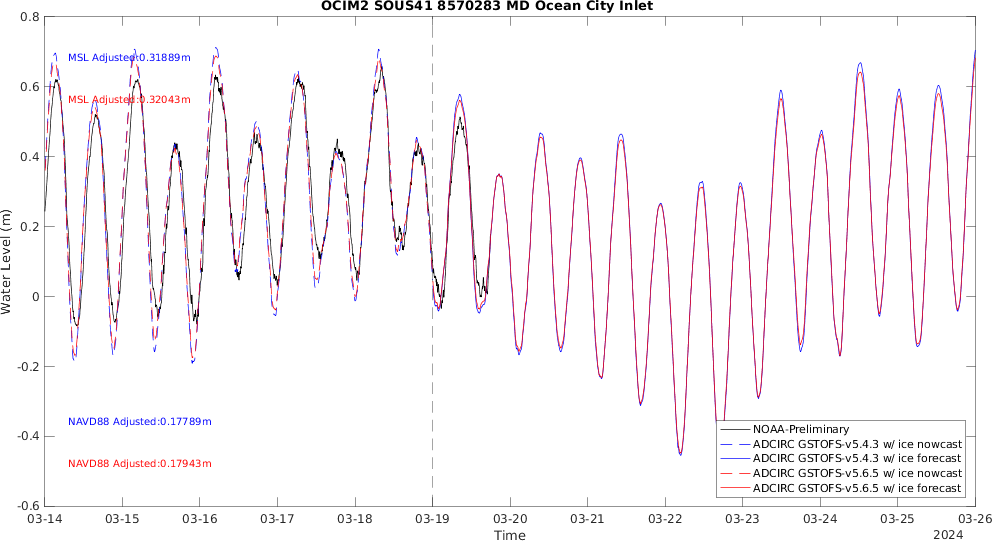 OCIM2 SOUS41 8570283 MD Ocean City Inlet
0.8
0.6
0.4
0.2
0
-0.2
-0.4
-0.6
Water Level (m)
MSL Adjusted:0.31889m
MSL Adjusted:0.32043m
NAVD88 Adjusted:0.17789m
NAVD88 Adjusted:0.17943m
NOAA-Preliminary
ADCIRC GSTOFS-v5.4.3 w/ ice nowcast
ADCIRC GSTOFS-v5.4.3 w/ ice forecast
ADCIRC GSTOFS-v5.6.5 w/ ice nowcast
ADCIRC GSTOFS-v5.6.5 w/ ice forecast
03-14 03-15 03-16 03-17 03-18 03-19 03-20 03-21 03-22 03-23 03-24 03-25 03-26
Time
2024